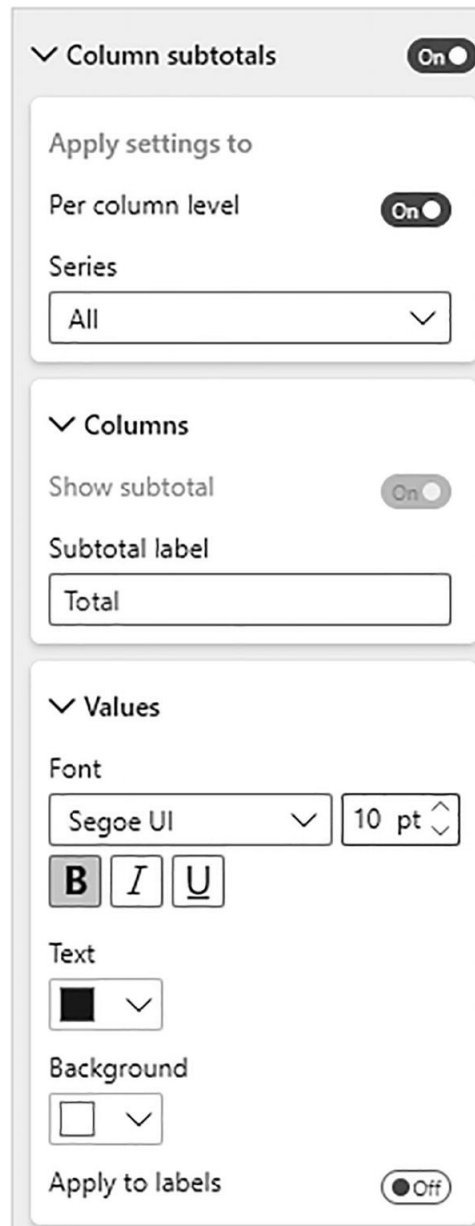 Column subtotals On
Apply settings to
Per column level On
Series
All
Columns
Show subtotal On
Subtotal label
Total
Values
Font
Segoe UI 10 pt
B I U
Text
Background
Apply to labels Off